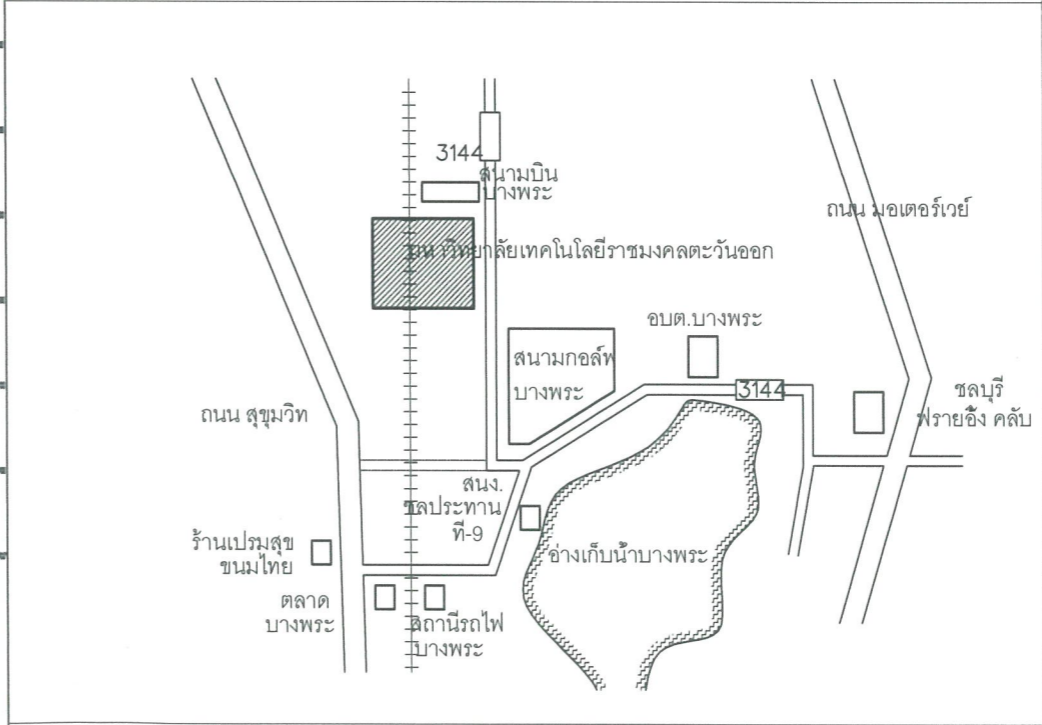 3144
สนามบิน
บางพระ
ถนน มอเตอร์เวย์
มหาวิทยาลัยเทคโนโลยีราชมงคลตะวันออก
อบต.บางพระ
สนามกอล์ฟ
บางพระ
3144
ชลบุรี
ฟรายอิ้ง คลับ
ถนน สุขุมวิท
สนง.
ชลประทาน
ที่-9
ร้านเปรมสุข
ขนมไทย
อ่างเก็บน้ำบางพระ
ตลาด
บางพระ
สถานีรถไฟ
บางพระ